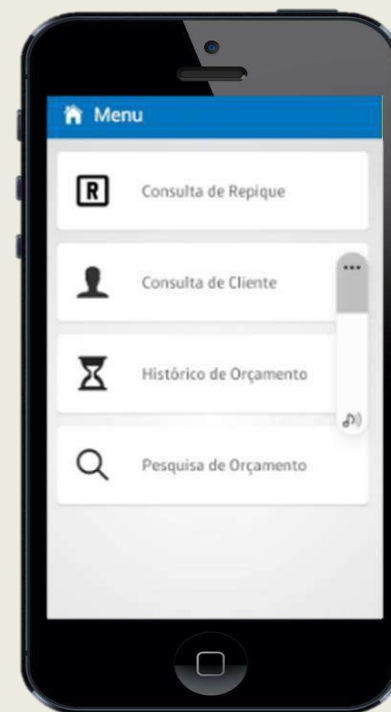 Menu
R
Consulta de Repique
Consulta de Cliente
Histórico de Orçamento
Pesquisa de Orçamento